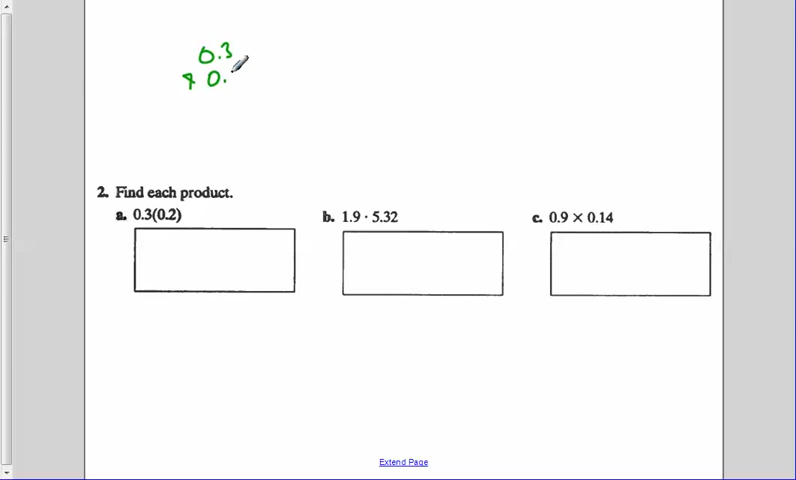 0.3
× 0.
2. Find each product.
a. 0.3(0.2)
b. 1.9 · 5.32
c. 0.9 × 0.14
Extend Page